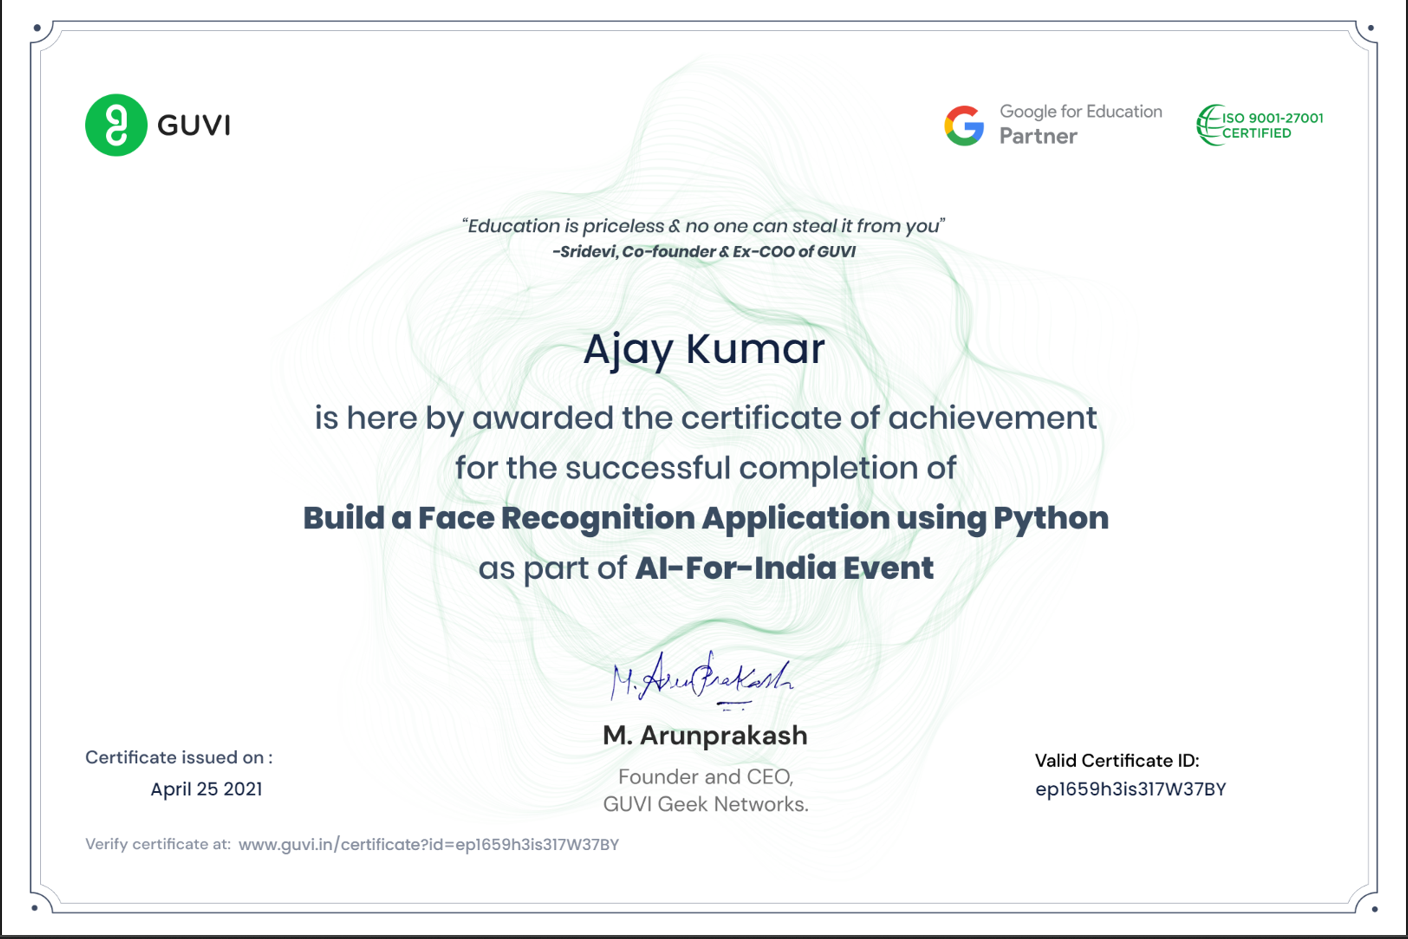 GUVI
Google for Education
Partner
ISO 9001-27001
CERTIFIED
“Education is priceless & no one can steal it from you”
-Sridevi, Co-founder & Ex-COO of GUVI
Ajay Kumar
is here by awarded the certificate of achievement
for the successful completion of
Build a Face Recognition Application using Python
as part of AI-For-India Event
M. ArunPrakash
M. Arunprakash
Founder and CEO,
GUVI Geek Networks.
Certificate issued on :
April 25 2021
Valid Certificate ID:
ep1659h3is317W37BY
Verify certificate at: www.guvi.in/certificate?id=ep1659h3is317W37BY